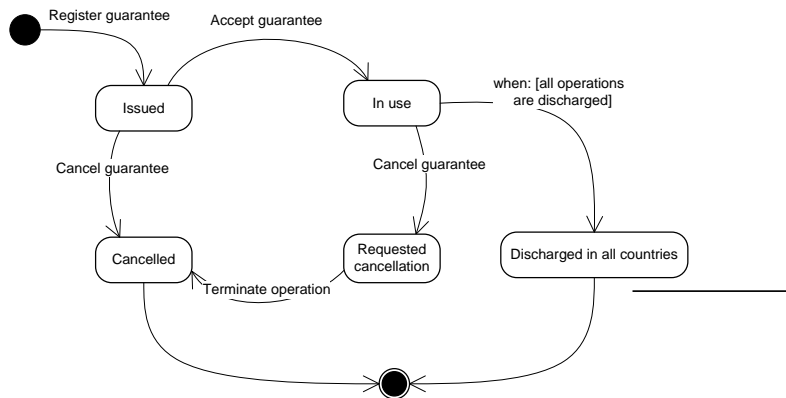 Register guarantee
Accept guarantee
Issued
In use
when: [all operations
are discharged]
Cancel guarantee
Cancel guarantee
Cancelled
Requested
cancellation
Discharged in all countries
Terminate operation